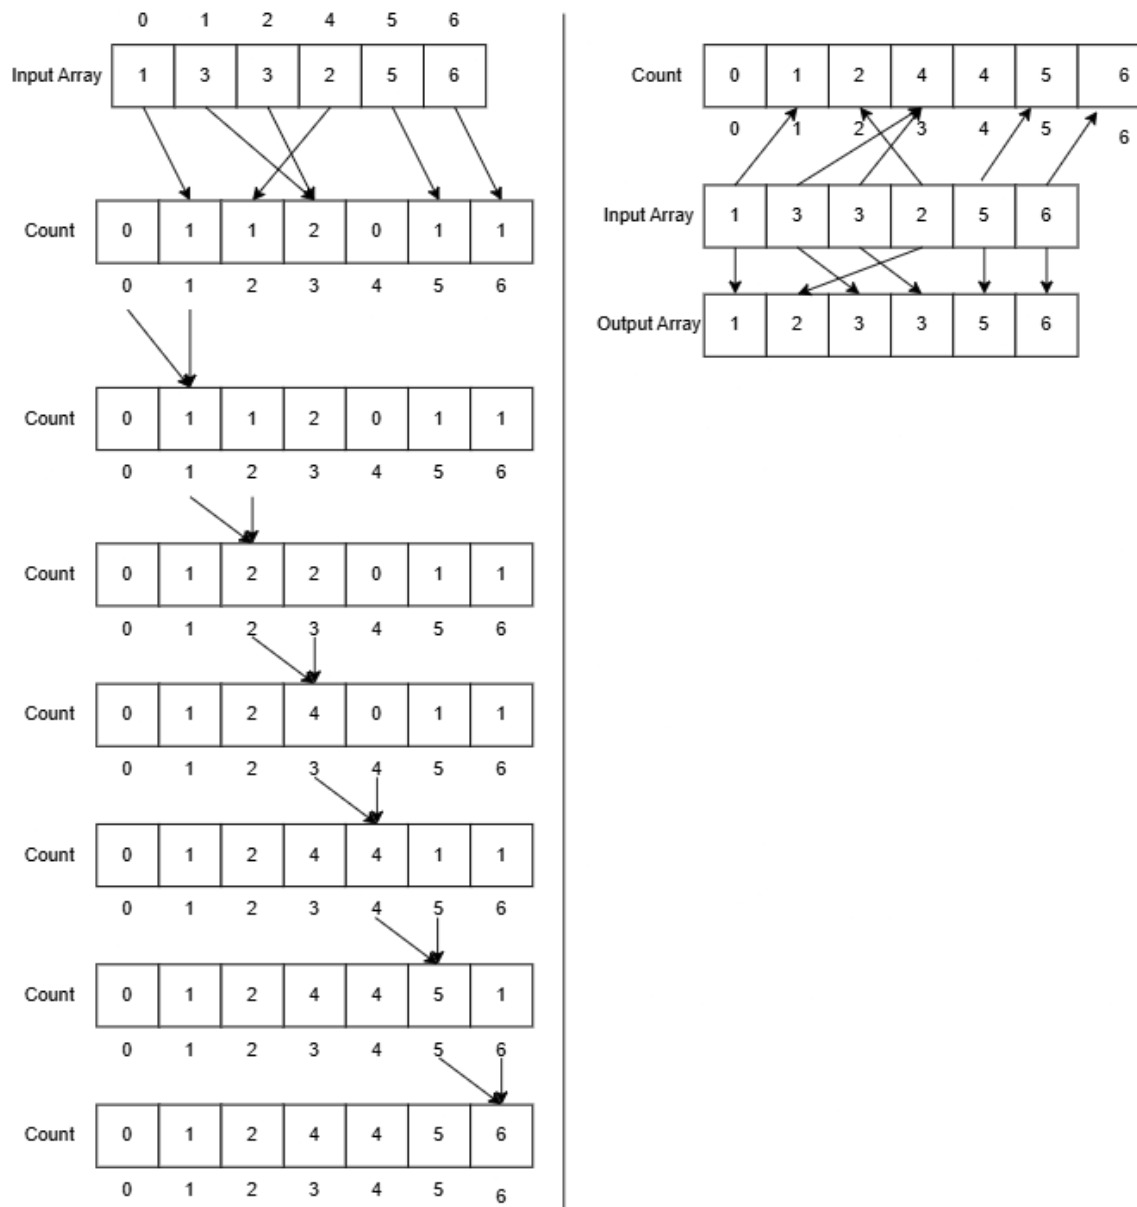 0 1 2 4 5 6
Input Array 1 3 3 2 5 6
Count 0 1 1 2 0 1 1
0 1 2 3 4 5 6
Count 0 1 1 2 0 1 1
0 1 2 3 4 5 6
Count 0 1 2 2 0 1 1
0 1 2 3 4 5 6
Count 0 1 2 4 0 1 1
0 1 2 3 4 5 6
Count 0 1 2 4 4 1 1
0 1 2 3 4 5 6
Count 0 1 2 4 4 5 1
0 1 2 3 4 5 6
Count 0 1 2 4 4 5 6
0 1 2 3 4 5 6
Count 0 1 2 4 4 5 6
0 1 2 3 4 5 6
Input Array 1 3 3 2 5 6
Output Array 1 2 3 3 5 6